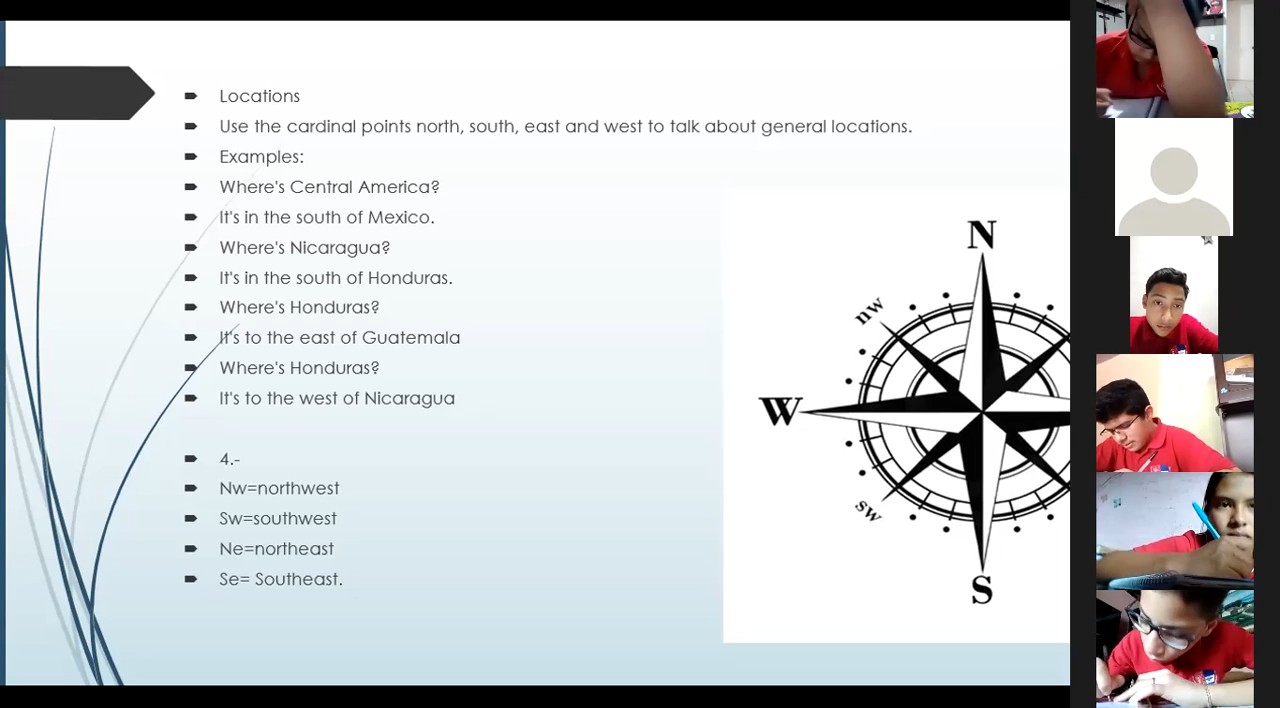 Locations
Use the cardinal points north, south, east and west to talk about general locations.
Examples:
Where's Central America?
It's in the south of Mexico.
Where's Nicaragua?
It's in the south of Honduras.
Where's Honduras?
It's to the east of Guatemala
Where's Honduras?
It's to the west of Nicaragua
4.-
Nw=northwest
Sw=southwest
Ne=northeast
Se= Southeast.
N
nw
W
sw
S